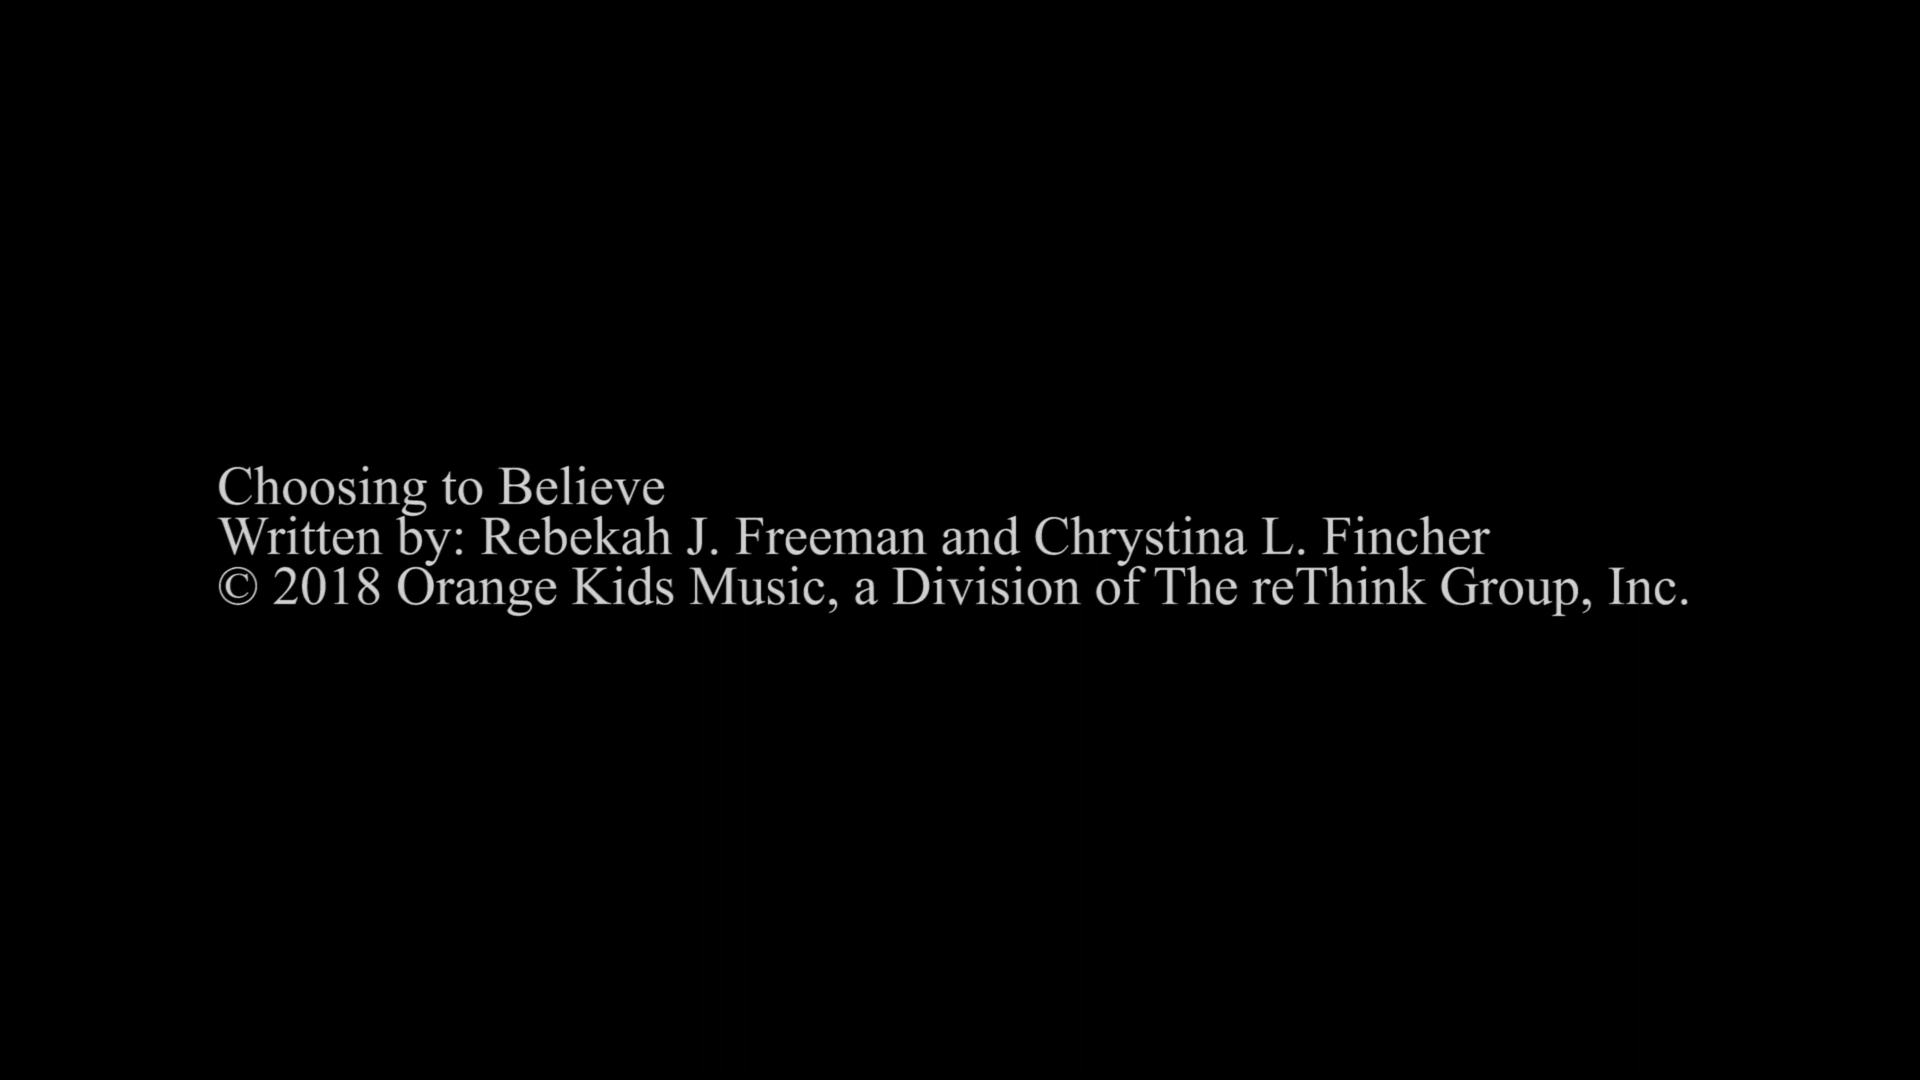 Choosing to Believe
Written by: Rebekah J. Freeman and Chrystina L. Fincher
© 2018 Orange Kids Music, a Division of The reThink Group, Inc.